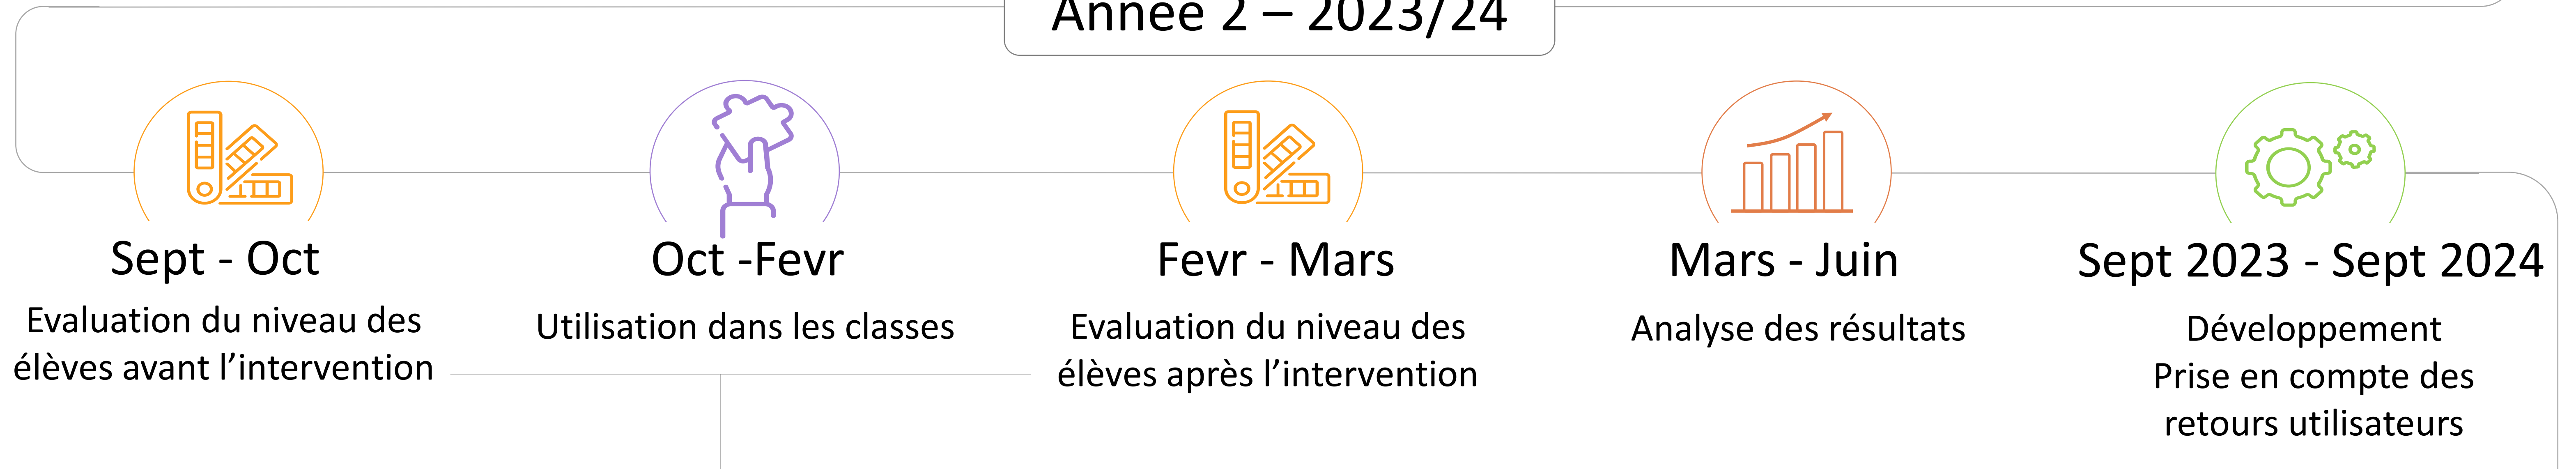 Année 2 – 2023/24
Sept - Oct
Evaluation du niveau des
élèves avant l’intervention
Oct -Fevr
Utilisation dans les classes
Fevr - Mars
Evaluation du niveau des
élèves après l’intervention
Mars - Juin
Analyse des résultats
Sept 2023 - Sept 2024
Développement
Prise en compte des
retours utilisateurs